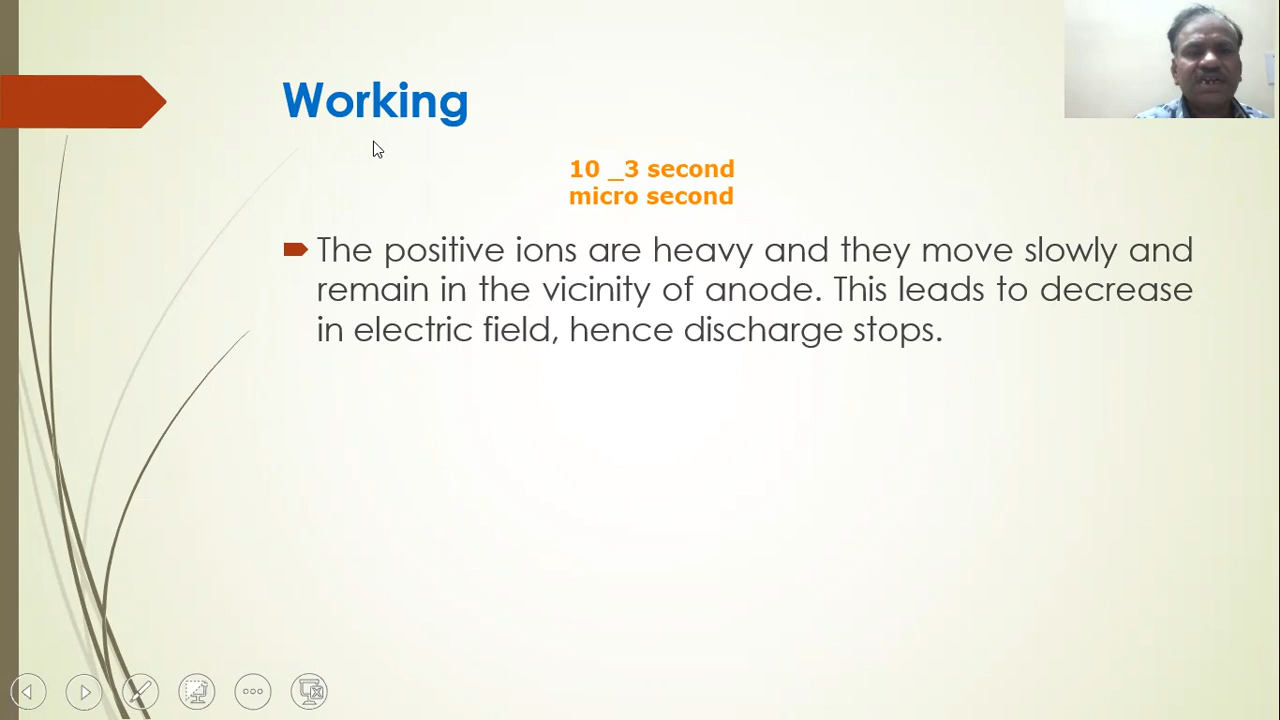 Working
10 _3 second
micro second
The positive ions are heavy and they move slowly and
remain in the vicinity of anode. This leads to decrease
in electric field, hence discharge stops.